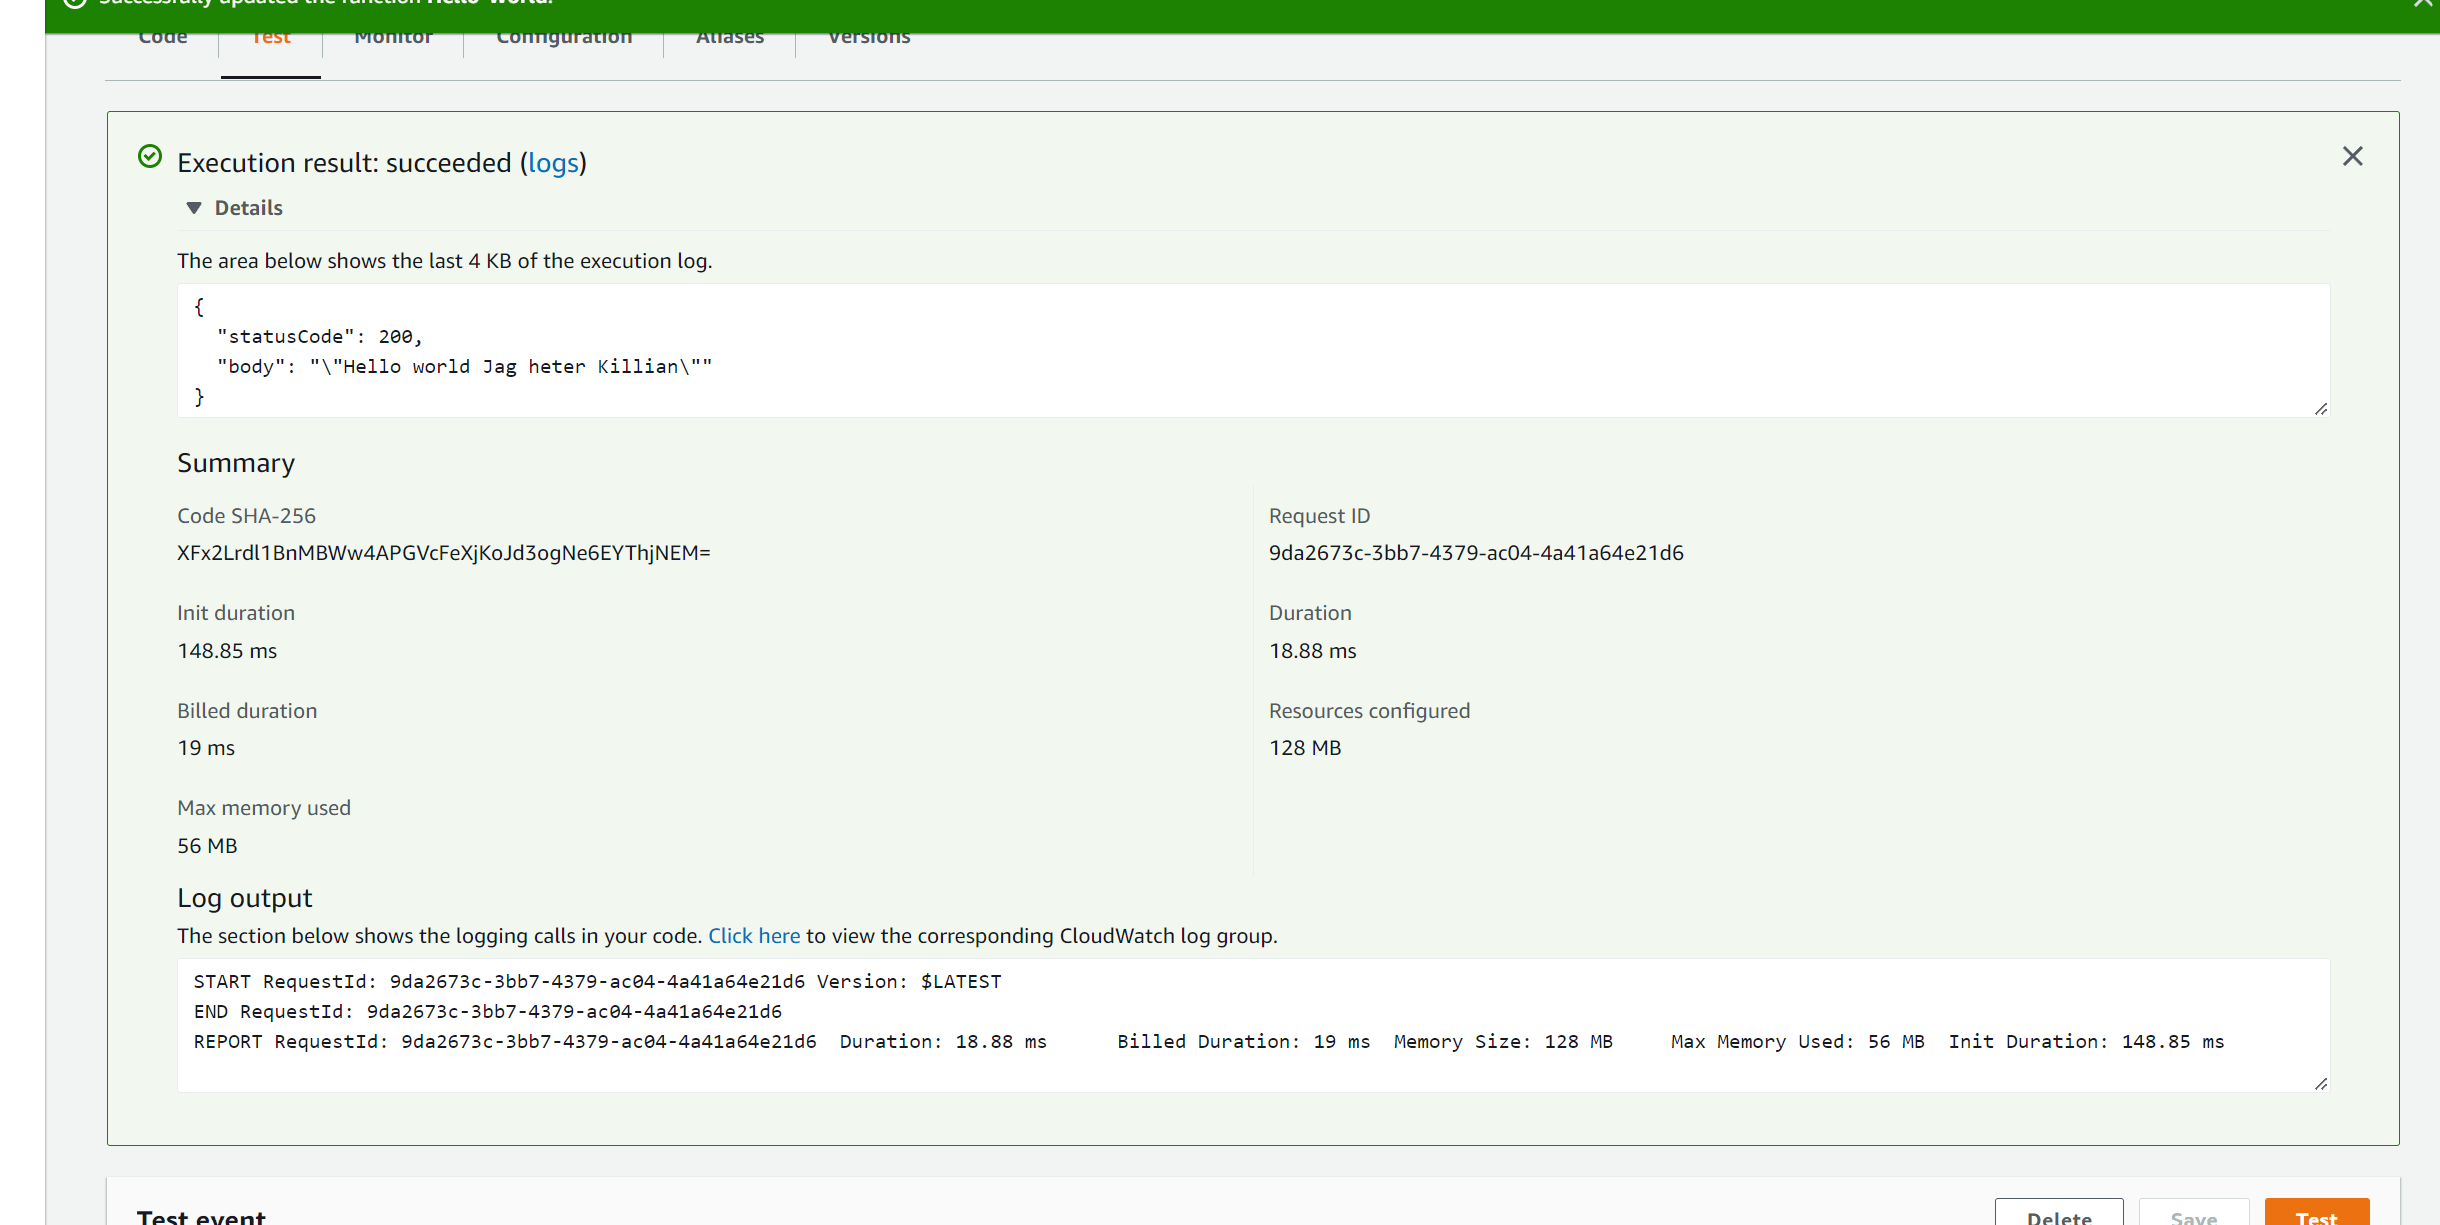 Successfully updated the function Hello-World.
Code Test Monitor Configuration Aliases Versions
Execution result: succeeded (logs)
Details
The area below shows the last 4 KB of the execution log.
{
"statusCode": 200,
"body": "\"Hello world Jag heter Killian\""
}
Summary
Code SHA-256
XFx2Lrdl1BnMBWw4APGVcFeXjKoJd3ogNe6EYThjNEM=
Request ID
9da2673c-3bb7-4379-ac04-4a41a64e21d6
Init duration
148.85 ms
Duration
18.88 ms
Billed duration
19 ms
Resources configured
128 MB
Max memory used
56 MB
Log output
The section below shows the logging calls in your code. Click here to view the corresponding CloudWatch log group.
START RequestId: 9da2673c-3bb7-4379-ac04-4a41a64e21d6 Version: $LATEST
END RequestId: 9da2673c-3bb7-4379-ac04-4a41a64e21d6
REPORT RequestId: 9da2673c-3bb7-4379-ac04-4a41a64e21d6 Duration: 18.88 ms Billed Duration: 19 ms Memory Size: 128 MB Max Memory Used: 56 MB Init Duration: 148.85 ms
Test event
Delete Save Test